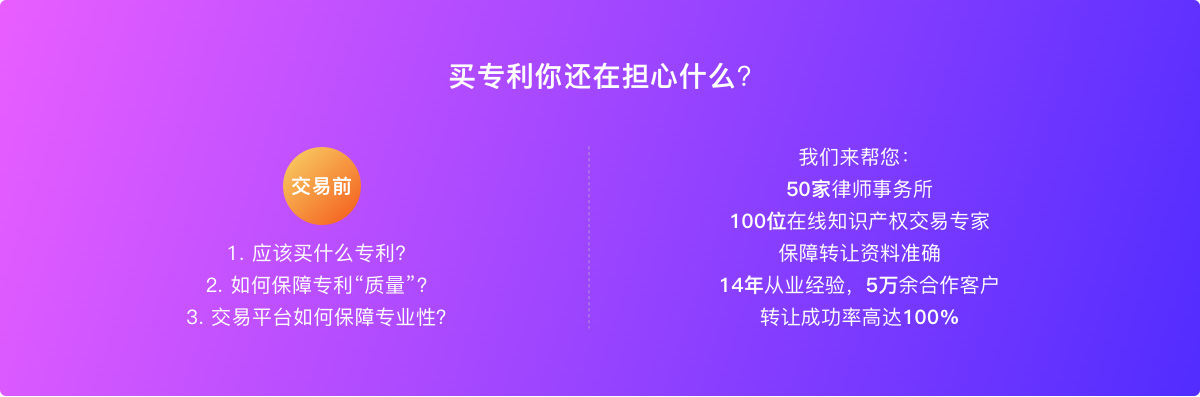 买专利你还在担心什么?
交易前
1. 应该买什么专利?
2. 如何保障专利“质量”?
3. 交易平台如何保障专业性?
我们来帮您：
50家律师事务所
100位在线知识产权交易专家
保障转让资料准确
14年从业经验，5万余合作客户
转让成功率高达100%